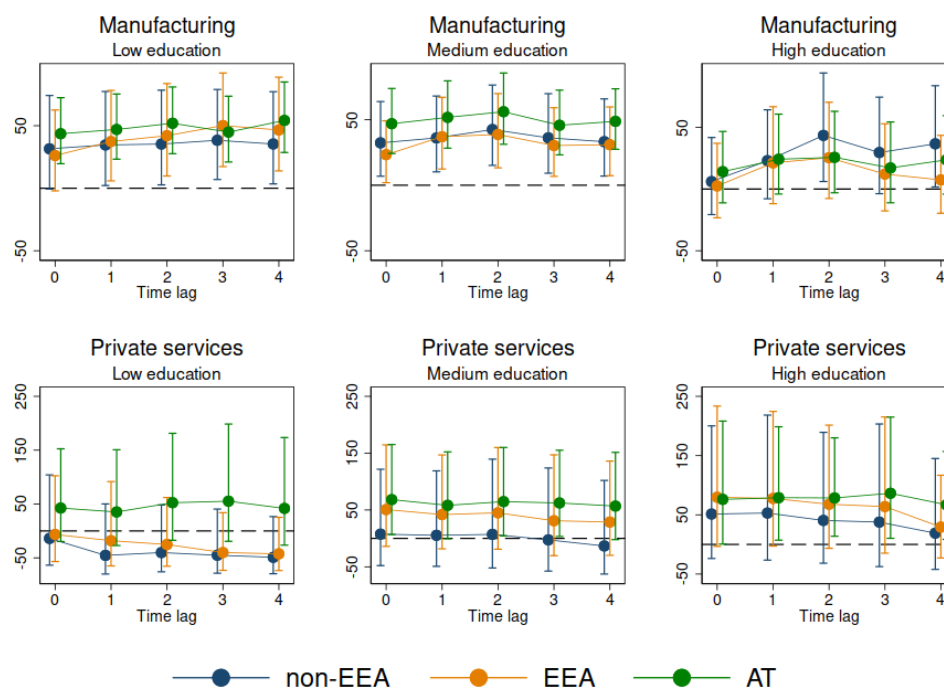 Manufacturing
Low education
50
-50
0 1 2 3 4
Time lag
Manufacturing
Medium education
50
-50
0 1 2 3 4
Time lag
Manufacturing
High education
50
-50
0 1 2 3 4
Time lag
Private services
Low education
250
150
50
-50
0 1 2 3 4
Time lag
Private services
Medium education
250
150
50
-50
0 1 2 3 4
Time lag
Private services
High education
250
150
50
-50
0 1 2 3 4
Time lag
non-EEA EEA AT